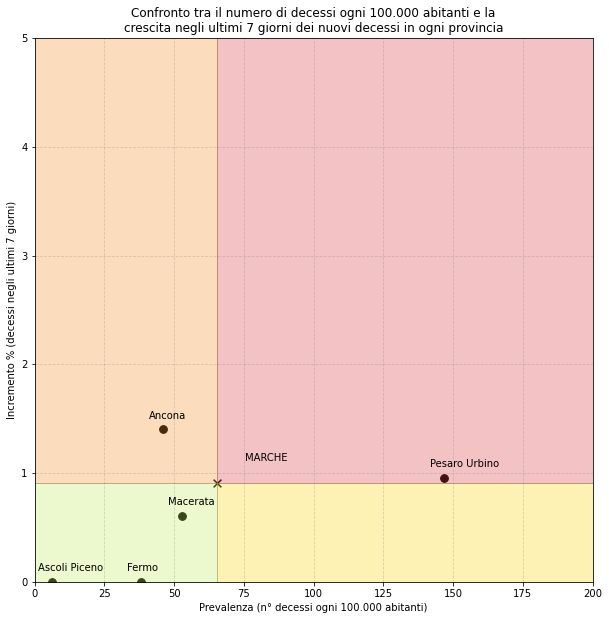 Confronto tra il numero di decessi ogni 100.000 abitanti e la
crescita negli ultimi 7 giorni dei nuovi decessi in ogni provincia
Incremento % (decessi negli ultimi 7 giorni)
5
4
3
2
1
0
Ancona
MARCHE
Pesaro Urbino
Macerata
Ascoli Piceno
Fermo
0
25
50
75
100
125
150
175
200
Prevalenza (n° decessi ogni 100.000 abitanti)